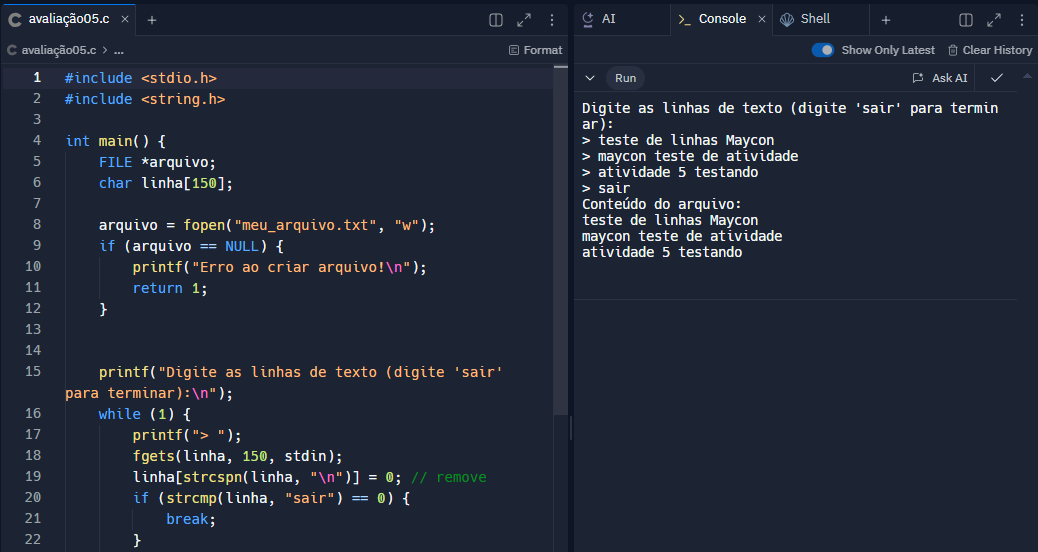 avaliação05.c
avaliação05.c > ...
Format
1 #include <stdio.h>
2 #include <string.h>
3
4 int main() {
5 FILE *arquivo;
6 char linha[150];
7
8 arquivo = fopen("meu_arquivo.txt", "w");
9 if (arquivo == NULL) {
10 printf("Erro ao criar arquivo!\n");
11 return 1;
12 }
13
14
15 printf("Digite as linhas de texto (digite 'sair'
para terminar):\n");
16 while (1) {
17 printf("> ");
18 fgets(linha, 150, stdin);
19 linha[strcspn(linha, "\n")] = 0; // remove
20 if (strcmp(linha, "sair") == 0) {
21 break;
22 }
AI Console Shell
Show Only Latest Clear History
Run Ask AI
Digite as linhas de texto (digite 'sair' para termin
ar):
> teste de linhas Maycon
> maycon teste de atividade
> atividade 5 testando
> sair
Conteúdo do arquivo:
teste de linhas Maycon
maycon teste de atividade
atividade 5 testando